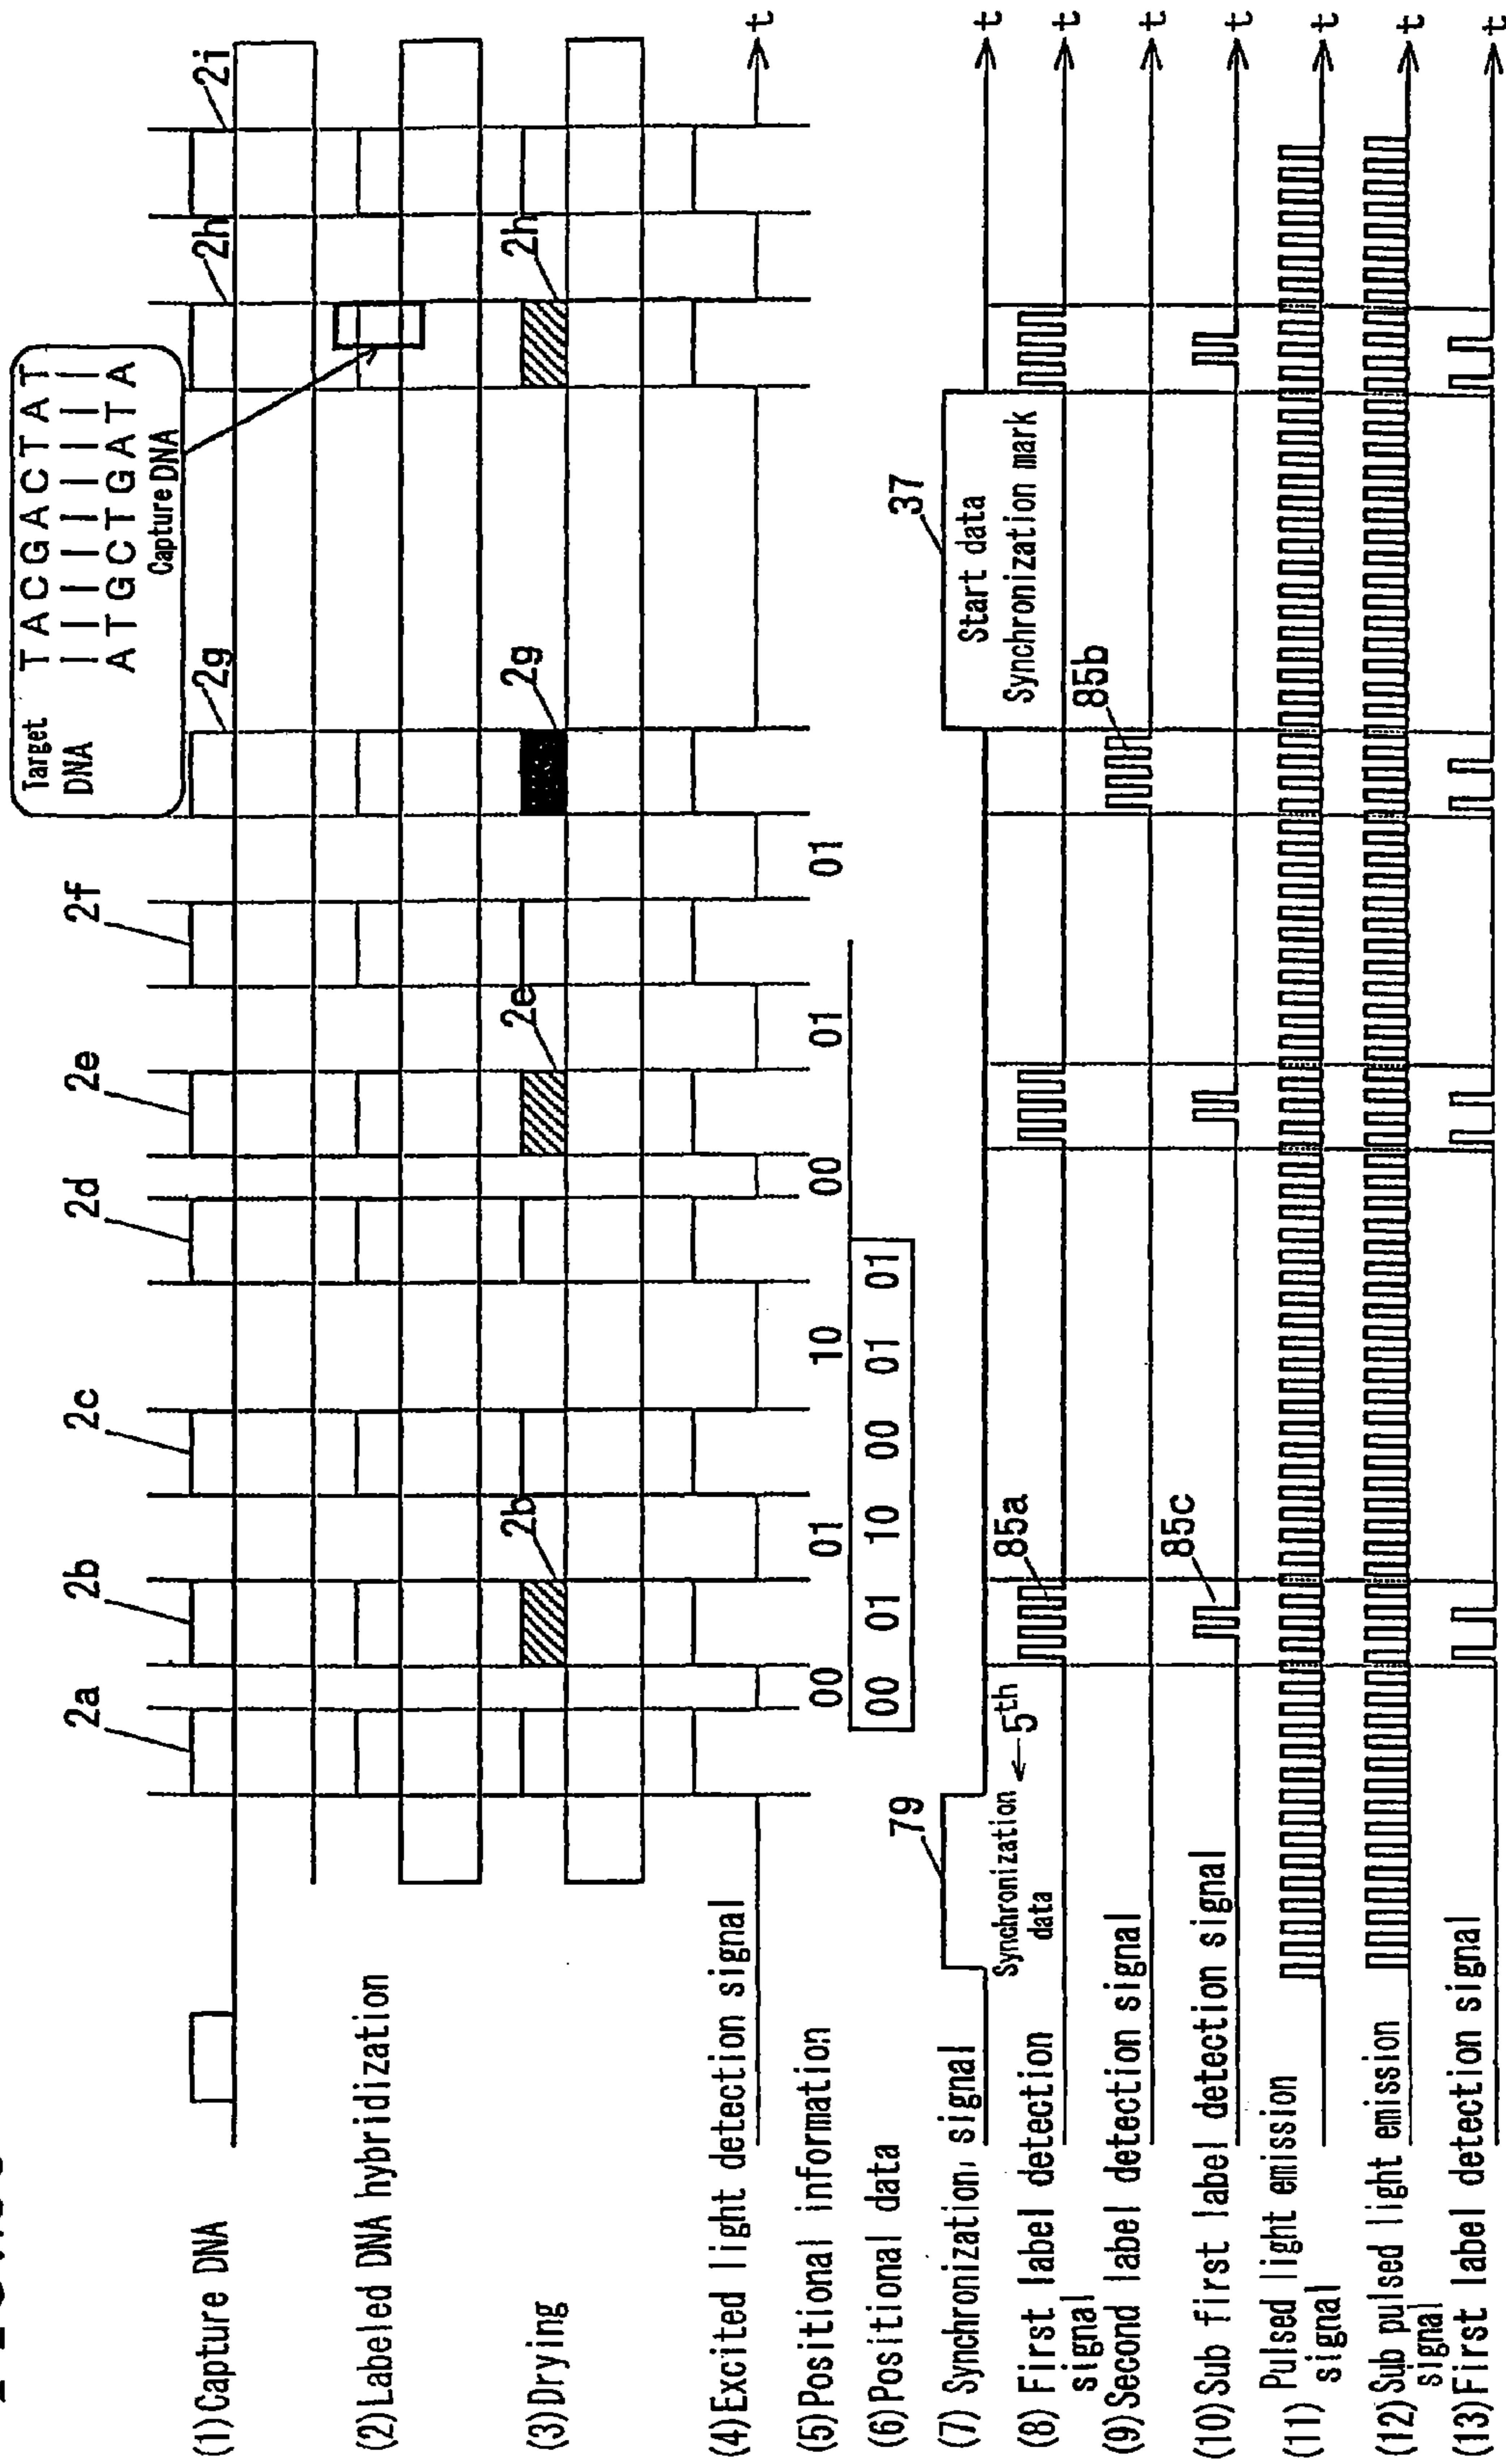 Target TACGACTAT
DNA
ATGCTGATA
Capture DNA
2a 2b 2c 2d 2e 2f 2g 2h 2i
(1)Capture DNA
(2)Labeled DNA hybridization
(3)Drying
2b 2e 2g 2h
(4)Excited light detection signal
t
(5)Positional information
00 01 10 00 01 01
(6)Positional data
00 01 10 00 01 01
79
37
(7) Synchronization signal
t
Synchronization
data
←5th
Start data
Synchronization mark
(8) First label detection
signal
85a
t
(9)Second label detection signal
85b
t
(10)Sub first label detection signal
85c
t
(11) Pulsed light emission
signal
t
(12)Sub pulsed light emission
signal
t
(13)First label detection signal
t